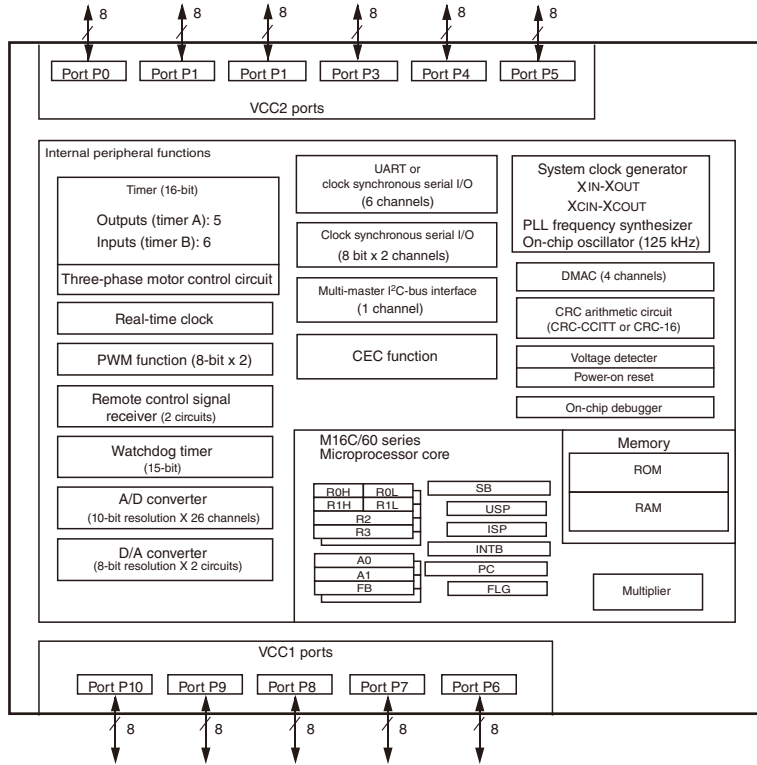 8 8 8 8 8 8
Port P0 Port P1 Port P1 Port P3 Port P4 Port P5
VCC2 ports
Internal peripheral functions
Timer (16-bit)
Outputs (timer A): 5
Inputs (timer B): 6
Three-phase motor control circuit
Real-time clock
PWM function (8-bit x 2)
Remote control signal
receiver (2 circuits)
Watchdog timer
(15-bit)
A/D converter
(10-bit resolution X 26 channels)
D/A converter
(8-bit resolution X 2 circuits)
UART or
clock synchronous serial I/O
(6 channels)
Clock synchronous serial I/O
(8 bit x 2 channels)
Multi-master I²C-bus interface
(1 channel)
CEC function
System clock generator
XIN-XOUT
XCIN-XCOUT
PLL frequency synthesizer
On-chip oscillator (125 kHz)
DMAC (4 channels)
CRC arithmetic circuit
(CRC-CCITT or CRC-16)
Voltage detecter
Power-on reset
On-chip debugger
M16C/60 series
Microprocessor core
R0H R0L
R1H R1L
R2
R3
A0
A1
FB
SB
USP
ISP
INTB
PC
FLG
Memory
ROM
RAM
Multiplier
VCC1 ports
Port P10 Port P9 Port P8 Port P7 Port P6
8 8 8 8 8